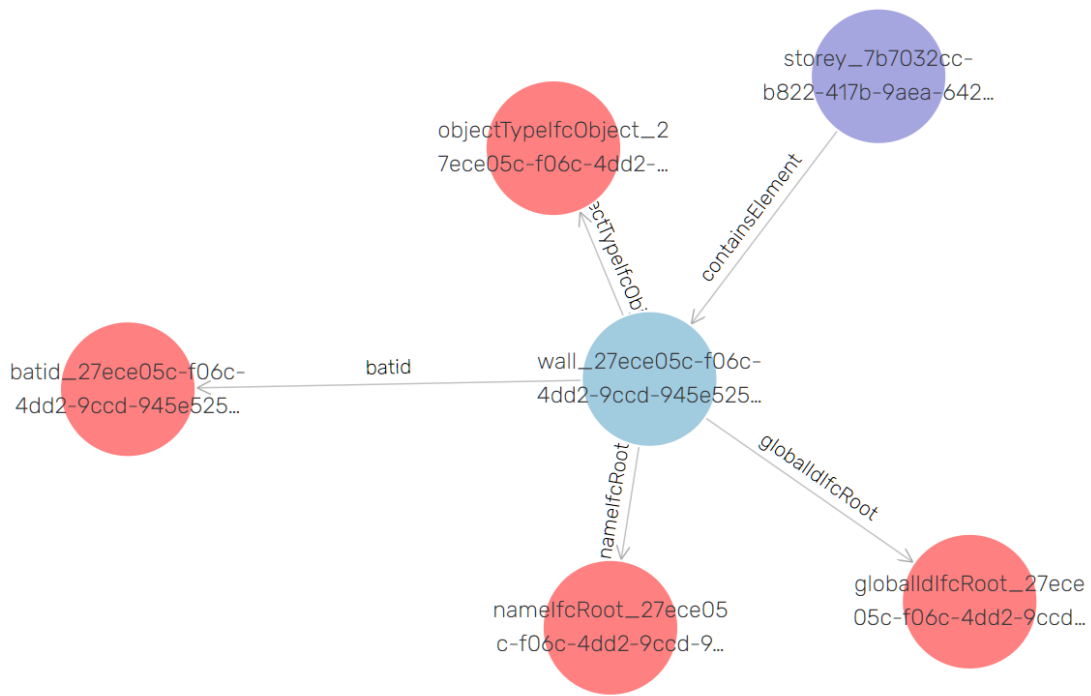 storey_7b7032cc-
b822-417b-9aea-642…
objectTypeIfcObject_2
7ece05c-f06c-4dd2-…
containsElement
ectTypeIfcObj
wall_27ece05c-f06c-
4dd2-9ccd-945e525…
batid
batid_27ece05c-f06c-
4dd2-9ccd-945e525…
globalIdIfcRoot
nameIfcRoot
globalIdIfcRoot_27ece
05c-f06c-4dd2-9ccd…
nameIfcRoot_27ece05
c-f06c-4dd2-9ccd-9…